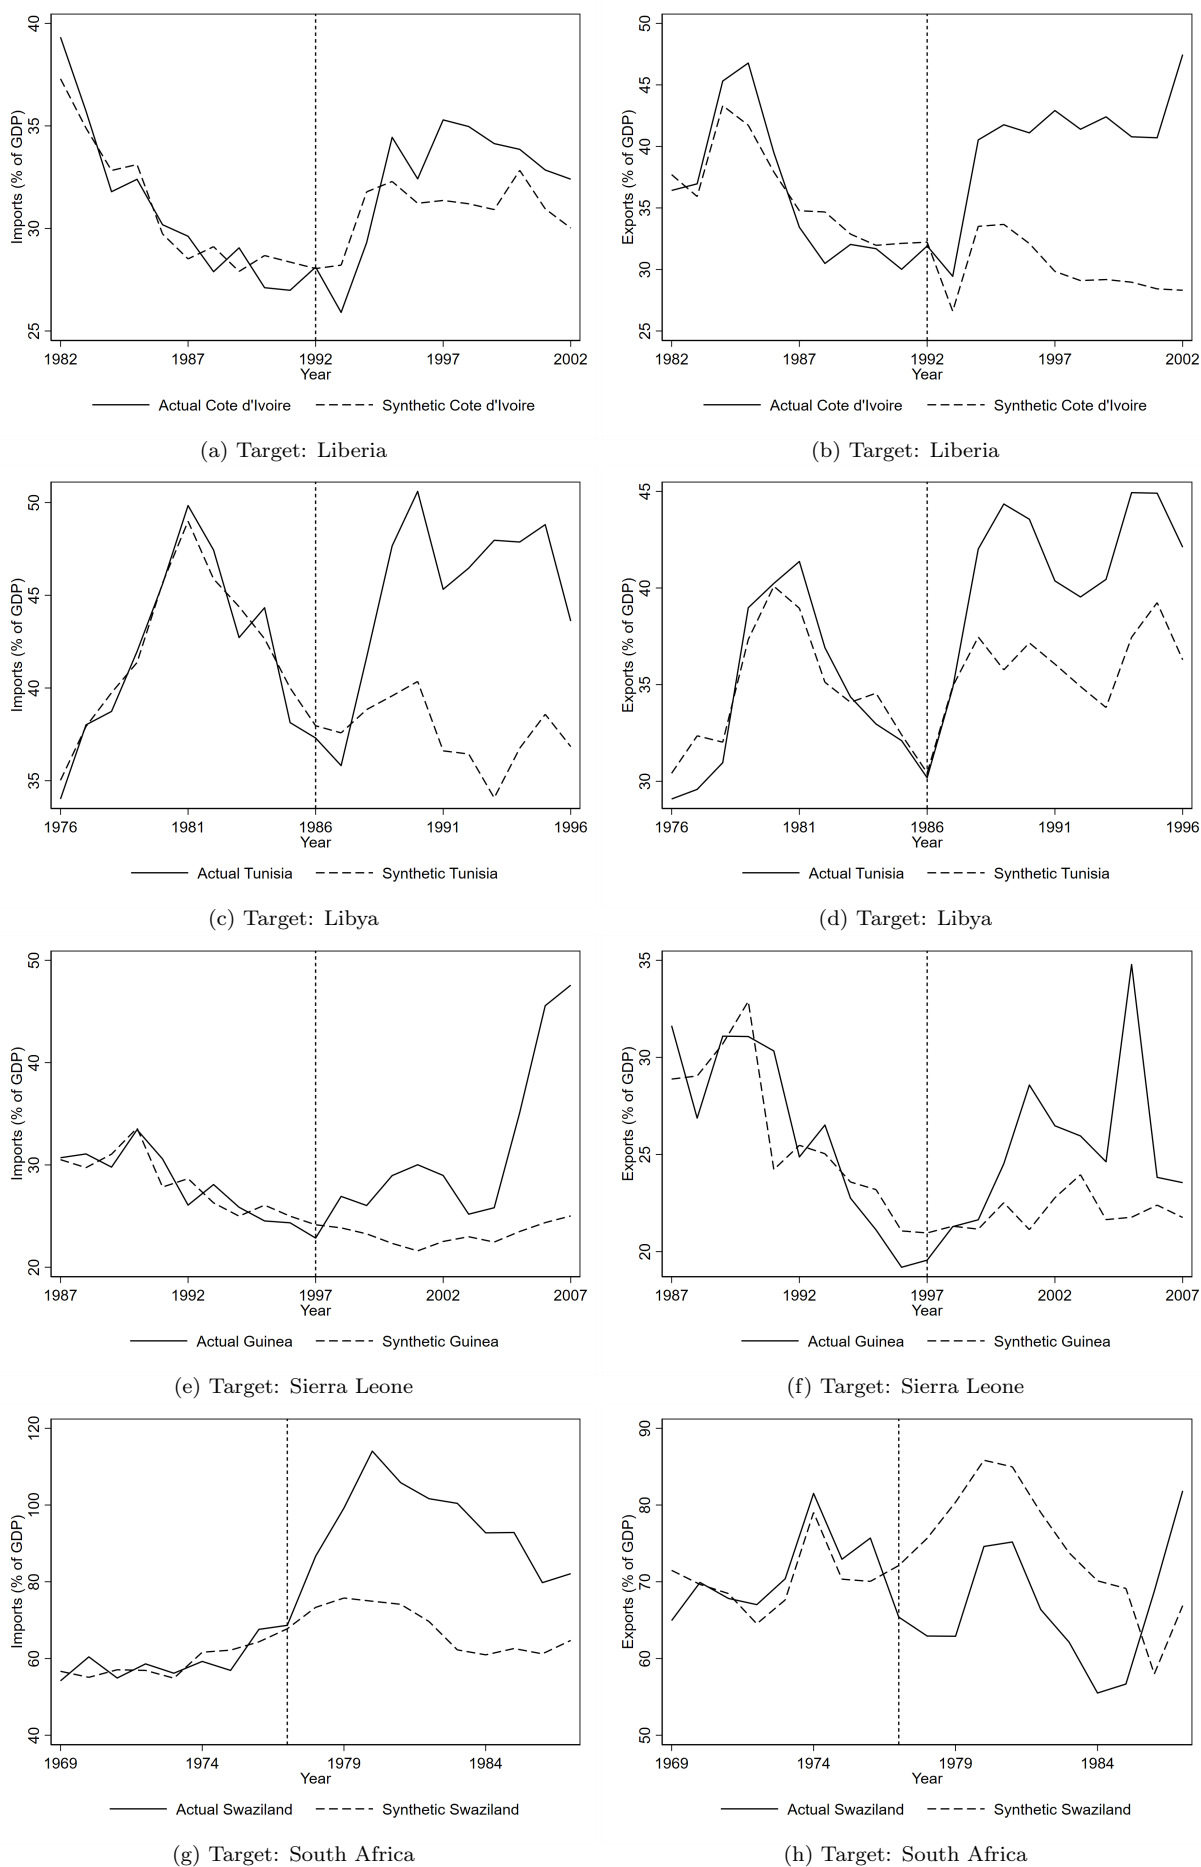 Imports (% of GDP)
40
35
30
25
1982 1987 1992 1997 2002
Year
Actual Cote d'Ivoire Synthetic Cote d'Ivoire
(a) Target: Liberia
Exports (% of GDP)
50
45
40
35
30
25
1982 1987 1992 1997 2002
Year
Actual Cote d'Ivoire Synthetic Cote d'Ivoire
(b) Target: Liberia
Imports (% of GDP)
50
45
40
35
1976 1981 1986 1991 1996
Year
Actual Tunisia Synthetic Tunisia
(c) Target: Libya
Exports (% of GDP)
45
40
35
30
1976 1981 1986 1991 1996
Year
Actual Tunisia Synthetic Tunisia
(d) Target: Libya
Imports (% of GDP)
50
40
30
20
1987 1992 1997 2002 2007
Year
Actual Guinea Synthetic Guinea
(e) Target: Sierra Leone
Exports (% of GDP)
35
30
25
20
1987 1992 1997 2002 2007
Year
Actual Guinea Synthetic Guinea
(f) Target: Sierra Leone
Imports (% of GDP)
120
100
80
60
40
1969 1974 1979 1984
Year
Actual Swaziland Synthetic Swaziland
(g) Target: South Africa
Exports (% of GDP)
90
80
70
60
50
1969 1974 1979 1984
Year
Actual Swaziland Synthetic Swaziland
(h) Target: South Africa